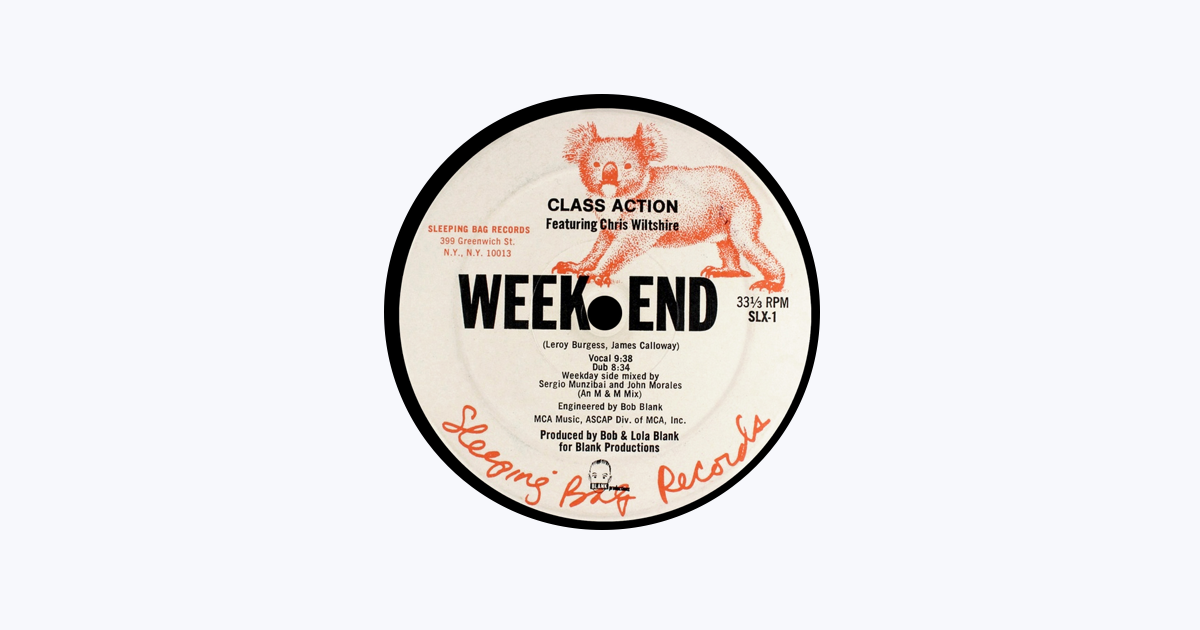 CLASS ACTION
Featuring Chris Wiltshire
SLEEPING BAG RECORDS
399 Greenwich St.
N.Y., N.Y. 10013
WEEK END
33⅓ RPM
SLX-1
(Leroy Burgess, James Calloway)
Vocal 9:38
Dub 8:34
Weekday side mixed by
Sergio Munzibai and John Morales
(An M & M Mix)
Engineered by Bob Blank
MCA Music, ASCAP Div. of MCA, Inc.
Produced by Bob & Lola Blank
for Blank Productions
BLANK productions
Sleeping Bag Records